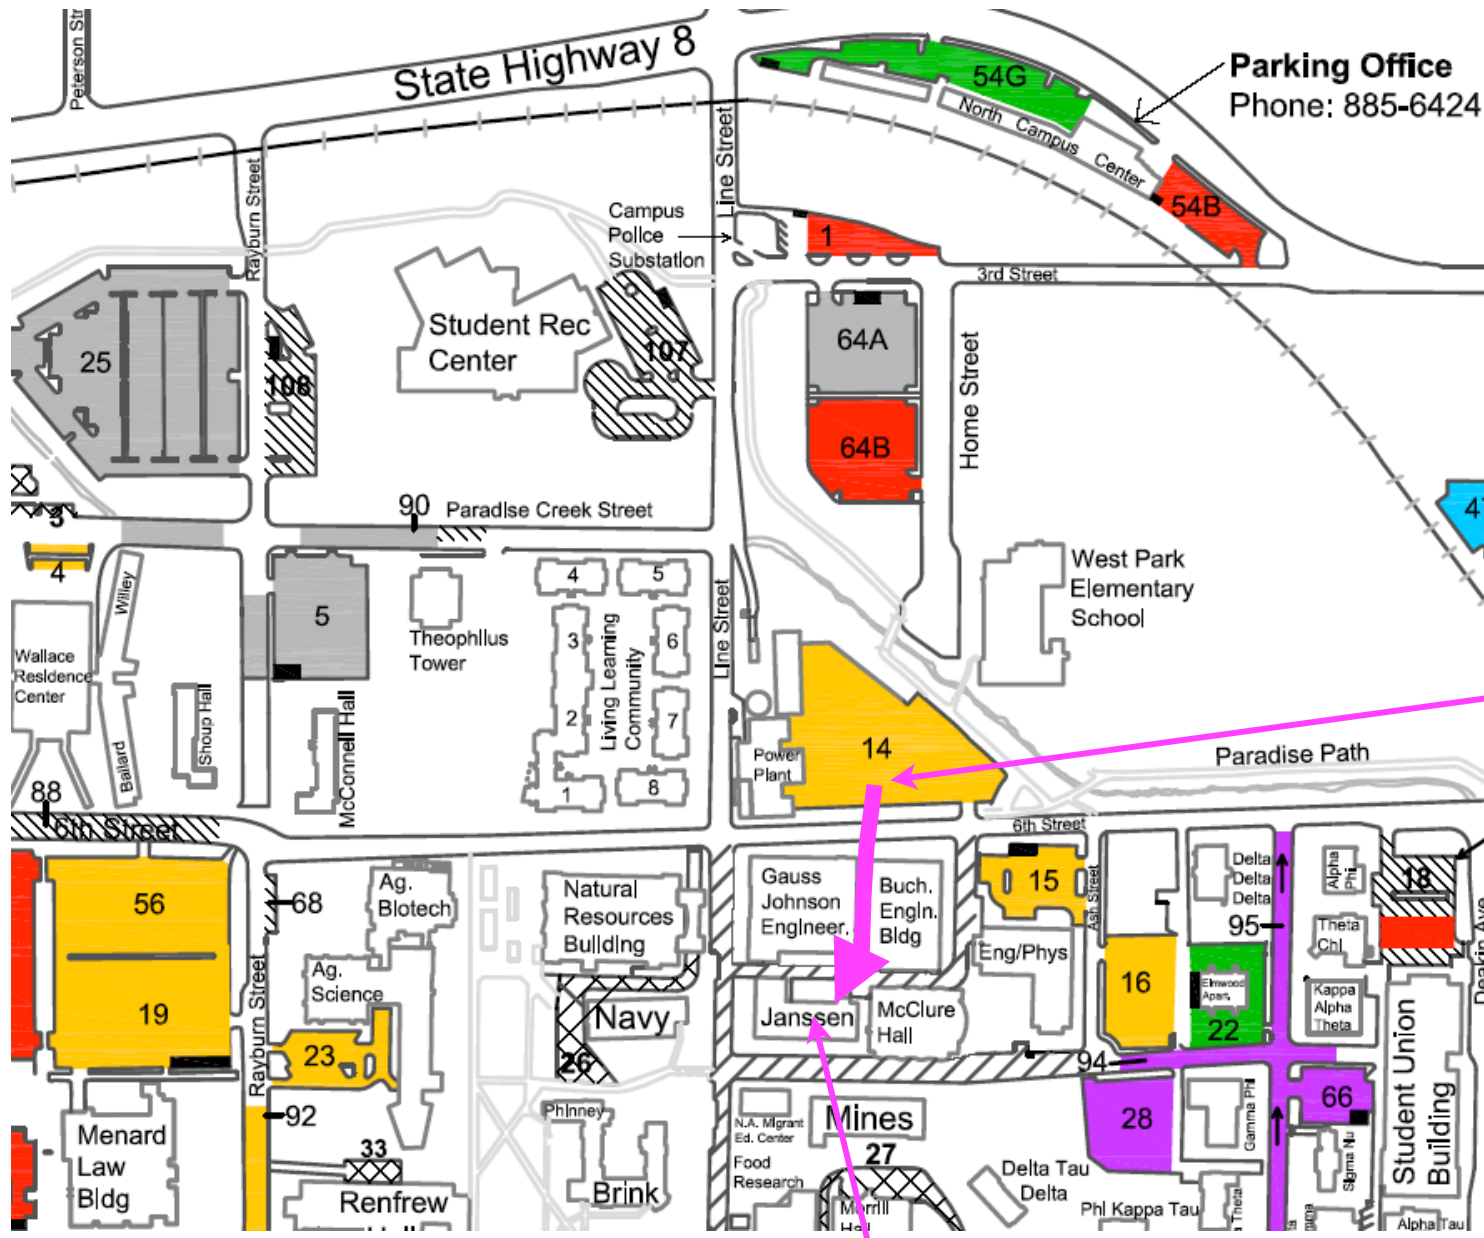 Peterson Str
State Highway 8
54G
Parking Office
Phone: 885-6424
North Campus Center
Line Street
Rayburn Street
54B
Campus
Police
Substation
1
3rd Street
Student Rec
Center
107
64A
25
108
64B
Home Street
90
Paradise Creek Street
47
3
4
5
Willey
Wallace
Residence
Center
Ballard
Shoup Hall
McConnell Hall
Theophilus
Tower
4
5
3
6
2
7
1
8
Living Learning
Community
Line Street
West Park
Elementary
School
14
Power
Plant
Paradise Path
88
6th Street
6th Street
56
19
68
Ag.
Biotech
Ag.
Science
Rayburn Street
23
92
33
Menard
Law
Bldg
Renfrew
Natural
Resources
Building
Navy
26
Phinney
Brink
Gauss
Johnson
Engineer.
Buch.
Engin.
Bldg
Janssen
McClure
Hall
15
Eng/Phys
Ash Street
Delta
Delta
Delta
95
Alpha
Phi
18
Theta
Chi
16
Elmwood
Apart.
22
Kappa
Alpha
Theta
Deakin Ave
94
28
66
Gamma Phi
Sigma Nu
Student Union
Building
N.A. Migrant
Ed. Center
Food
Research
Mines
27
Morrill
Delta Tau
Delta
Phi Kappa Tau
Theta
Alpha Tau